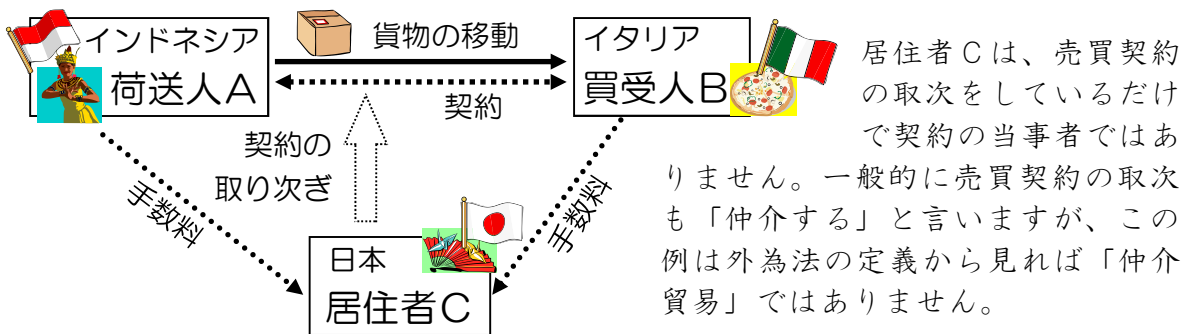 インドネシア
荷送人A
貨物の移動
契約
イタリア
買受人B
契約の
取り次ぎ
手数料
手数料
日本
居住者C
居住者Cは、売買契約
の取次をしているだけ
で契約の当事者ではあ
りません。一般的に売買契約の取次
も「仲介する」と言いますが、この
例は外為法の定義から見れば「仲介
貿易」ではありません。